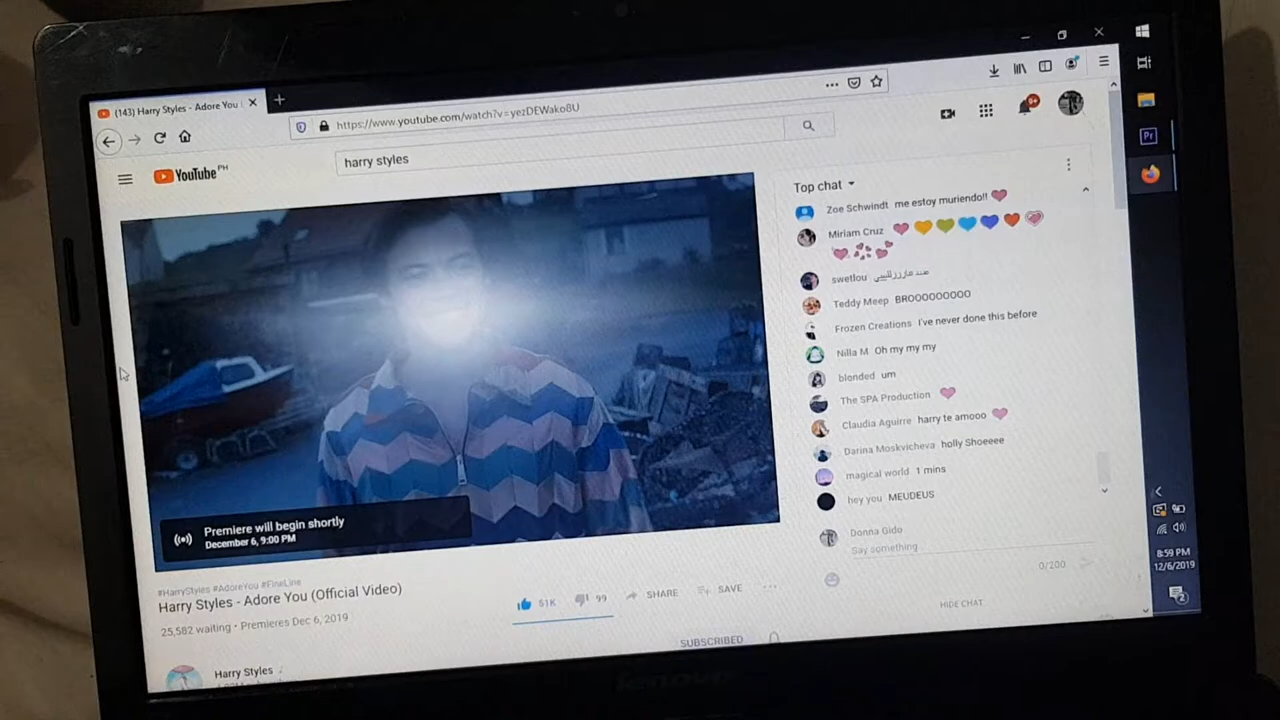 (143) Harry Styles - Adore You (
https://www.youtube.com/watch?v=yezDEWako8U
YouTube PH
harry styles
9+
Pr
Premiere will begin shortly
December 6, 9:00 PM
#HarryStyles #AdoreYou #FineLine
Harry Styles - Adore You (Official Video)
25,582 waiting • Premieres Dec 6, 2019
51K
99
SHARE
SAVE
SUBSCRIBED
Harry Styles
Top chat
Zoe Schwindt me estoy muriendo!!
Miriam Cruz
swetlou
Teddy Meep BROOOOOOOOO
Frozen Creations I've never done this before
Nilla M Oh my my my
blonded um
The SPA Production
Claudia Aguirre harry te amooo
Darina Moskvicheva holly Shoeeee
magical world 1 mins
hey you MEUDEUS
Donna Gido
Say something...
0/200
HIDE CHAT
8:59 PM
12/6/2019
2
lenovo